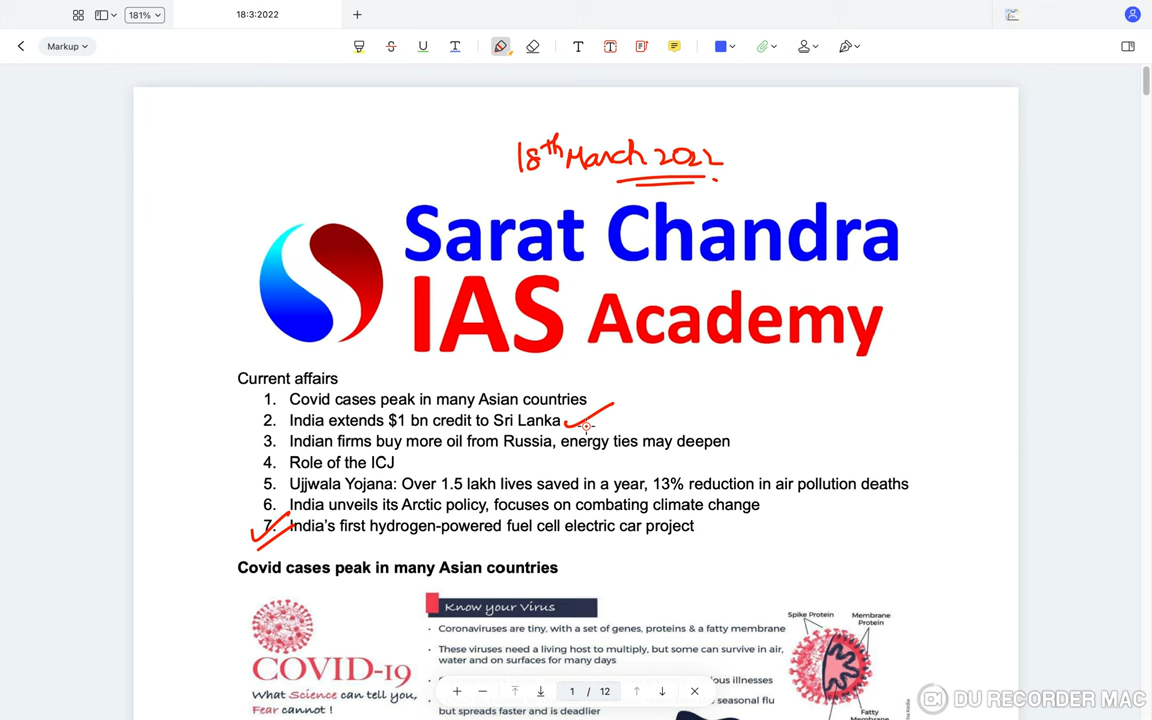 181%
18:3:2022
+
Markup
18th March 2022
Sarat Chandra
IAS Academy
Current affairs
1. Covid cases peak in many Asian countries
2. India extends $1 bn credit to Sri Lanka
3. Indian firms buy more oil from Russia, energy ties may deepen
4. Role of the ICJ
5. Ujjwala Yojana: Over 1.5 lakh lives saved in a year, 13% reduction in air pollution deaths
6. India unveils its Arctic policy, focuses on combating climate change
7. India's first hydrogen-powered fuel cell electric car project
Covid cases peak in many Asian countries
Know your Virus
• Coronaviruses are tiny, with a set of genes, proteins & a fatty membrane
• These viruses need a living host to multiply, but some can survive in air,
water and on surfaces for many days
ious illnesses
seasonal flu
but spreads faster and is deadlier
COVID-19
What Science can tell you,
Fear cannot !
Spike Protein
Membrane
Protein
Fatty
1 / 12
DU RECORDER MAC